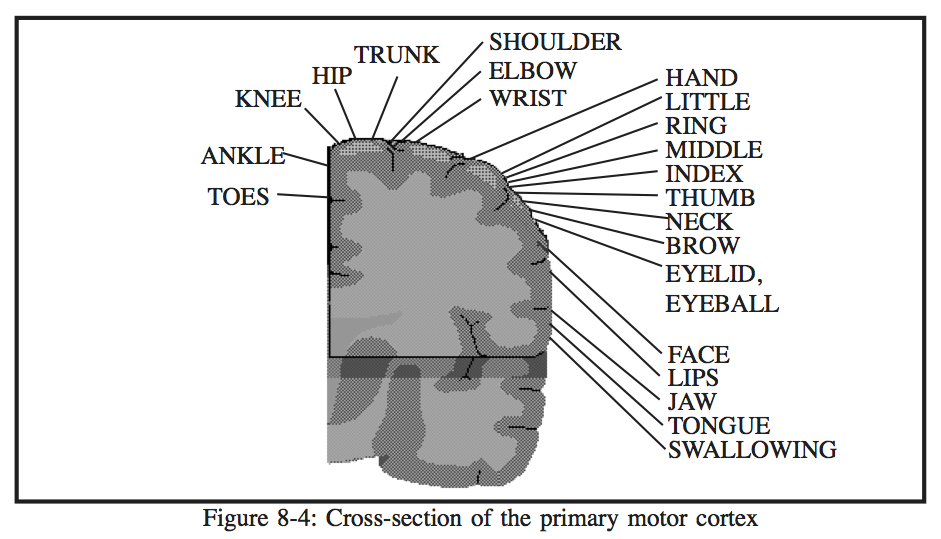 SHOULDER
TRUNK
ELBOW
HIP
HAND
KNEE
WRIST
LITTLE
RING
MIDDLE
ANKLE
INDEX
TOES
THUMB
NECK
BROW
EYELID,
EYEBALL
FACE
LIPS
JAW
TONGUE
SWALLOWING
Figure 8-4: Cross-section of the primary motor cortex